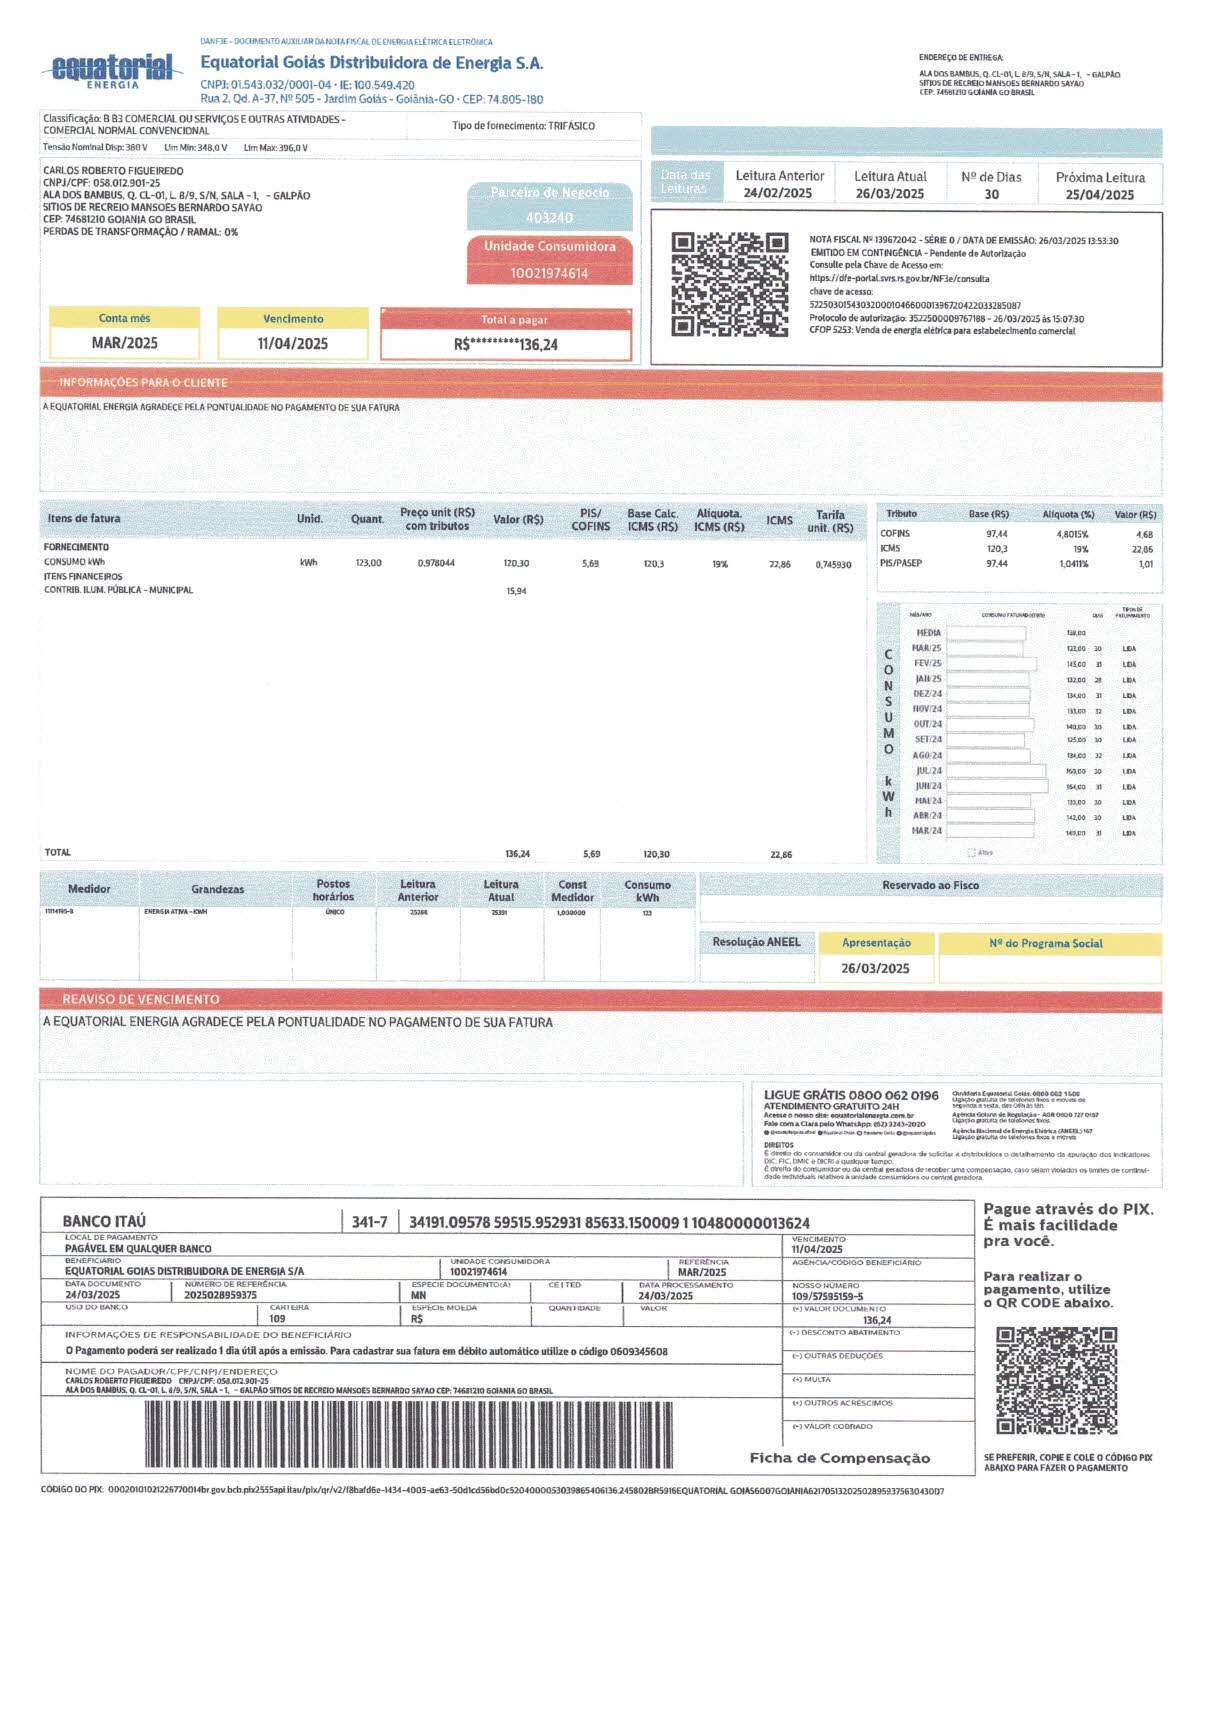 DANF3E - DOCUMENTO AUXILIAR DA NOTA FISCAL DE ENERGIA ELÉTRICA ELETRÔNICA
equatorial
ENERGIA
Equatorial Goiás Distribuidora de Energia S.A.
CNPJ: 01.543.032/0001-04 • IE: 100.549.420
Rua 2, Qd. A-37, Nº 505 - Jardim Goiás - Goiânia-GO • CEP: 74.805-180
ENDEREÇO DE ENTREGA:
ALA DOS BAMBUS, Q. CL-01, L. 8/9, S/N, SALA - 1, - GALPÃO
SITIOS DE RECREIO MANSOES BERNARDO SAYAO
CEP: 74681210 GOIANIA GO BRASIL
Classificação: B B3 COMERCIAL OU SERVIÇOS E OUTRAS ATIVIDADES -
COMERCIAL NORMAL CONVENCIONAL
Tipo de fornecimento: TRIFÁSICO
Tensão Nominal Disp: 380 V Lim Min: 348,0 V Lim Max: 396,0 V
CARLOS ROBERTO FIGUEIREDO
CNPJ/CPF: 058.012.901-25
ALA DOS BAMBUS, Q. CL-01, L. 8/9, S/N, SALA - 1, - GALPÃO
SITIOS DE RECREIO MANSOES BERNARDO SAYAO
CEP: 74681210 GOIANIA GO BRASIL
PERDAS DE TRANSFORMAÇÃO / RAMAL: 0%
Parceiro de Negócio
403240
Unidade Consumidora
10021974614
Data das Leituras
Leitura Anterior Leitura Atual Nº de Dias Próxima Leitura
24/02/2025 26/03/2025 30 25/04/2025
NOTA FISCAL Nº 139672042 - SÉRIE 0 / DATA DE EMISSÃO: 26/03/2025 13:53:30
EMITIDO EM CONTINGÊNCIA - Pendente de Autorização
Consulte pela Chave de Acesso em:
https://dfe-portal.svrs.rs.gov.br/NF3e/consulta
chave de acesso:
52250301543032000104660001396720422033285087
Protocolo de autorização: 3522500009767188 - 26/03/2025 às 15:07:30
CFOP 5253: Venda de energia elétrica para estabelecimento comercial
Conta mês Vencimento Total a pagar
MAR/2025 11/04/2025 R$*********136,24
INFORMAÇÕES PARA O CLIENTE
A EQUATORIAL ENERGIA AGRADECE PELA PONTUALIDADE NO PAGAMENTO DE SUA FATURA
Itens de fatura Unid. Quant. Preço unit (R$) com tributos Valor (R$) PIS/COFINS Base Calc. ICMS (R$) Alíquota. ICMS (R$) ICMS Tarifa unit. (R$)
FORNECIMENTO
CONSUMO kWh kWh 123,00 0,978044 120,30 5,69 120,3 19% 22,86 0,745930
ITENS FINANCEIROS
CONTRIB. ILUM. PÚBLICA - MUNICIPAL 15,94
TOTAL 136,24 5,69 120,30 22,86
Tributo Base (R$) Alíquota (%) Valor (R$)
COFINS 97,44 4,8015% 4,68
ICMS 120,3 19% 22,86
PIS/PASEP 97,44 1,0411% 1,01
CONSUMO kWh
MÊS/ANO CONSUMO FATURADO DIAS TIPOS DE FATURAMENTO
MEDIA
MAR/25 123,00 30 LIDA
FEV/25 145,00 31 LIDA
JAN/25 132,00 28 LIDA
DEZ/24 134,00 31 LIDA
NOV/24 133,00 32 LIDA
OUT/24 140,00 30 LIDA
SET/24 125,00 30 LIDA
AGO/24 134,00 32 LIDA
JUL/24 160,00 30 LIDA
JUN/24 164,00 31 LIDA
MAI/24 135,00 30 LIDA
ABR/24 142,00 30 LIDA
MAR/24 140,00 31 LIDA
Ativo
Medidor Grandezas Postos horários Leitura Anterior Leitura Atual Const Medidor Consumo kWh
11114195-8 ENERGIA ATIVA - KWH ÚNICO 25268 25391 1,000000 123
Reservado ao Fisco
Resolução ANEEL Apresentação Nº do Programa Social
26/03/2025
REAVISO DE VENCIMENTO
A EQUATORIAL ENERGIA AGRADECE PELA PONTUALIDADE NO PAGAMENTO DE SUA FATURA
LIGUE GRÁTIS 0800 062 0196
ATENDIMENTO GRATUITO 24H
Acesse o nosso site: equatorialenergia.com.br
Fale com a Clara pelo WhatsApp: (62) 3243-2020
Ouvidoria Equatorial Goiás: 0800 062 1500
Ligação gratuita de telefones fixos e móveis de
segunda a sexta, das 08h às 18h.
Agência Goiana de Regulação - AGR 0800 727 0167
Ligação gratuita de telefones fixos.
Agência Nacional de Energia Elétrica (ANEEL) 167
Ligação gratuita de telefones fixos e móveis
DIREITOS
É direito do consumidor ou da central geradora de solicitar à distribuidora o detalhamento da apuração dos indicadores
DIC, FIC, DMIC e DICRI a qualquer tempo.
É direito do consumidor ou da central geradora de receber uma compensação, caso sejam violados os limites de continui-
dade individuais relativos à unidade consumidora ou central geradora.
BANCO ITAÚ 341-7 34191.09578 59515.952931 85633.150009 1 10480000013624
LOCAL DE PAGAMENTO
PAGÁVEL EM QUALQUER BANCO
VENCIMENTO
11/04/2025
BENEFICIÁRIO UNIDADE CONSUMIDORA REFERÊNCIA AGÊNCIA/CÓDIGO BENEFICIÁRIO
EQUATORIAL GOIAS DISTRIBUIDORA DE ENERGIA S/A 10021974614 MAR/2025
DATA DOCUMENTO NÚMERO DE REFERÊNCIA ESPÉCIE DOCUMENTO(A) CEITED DATA PROCESSAMENTO NOSSO NÚMERO
24/03/2025 2025028959375 MN 24/03/2025 109/57595159-5
USO DO BANCO CARTEIRA ESPÉCIE MOEDA QUANTIDADE VALOR (=) VALOR DOCUMENTO
109 R$ 136,24
INFORMAÇÕES DE RESPONSABILIDADE DO BENEFICIÁRIO
O Pagamento poderá ser realizado 1 dia útil após a emissão. Para cadastrar sua fatura em débito automático utilize o código 0609345608
(-) DESCONTO ABATIMENTO
(-) OUTRAS DEDUÇÕES
(+) MULTA
(+) OUTROS ACRESCIMOS
(=) VALOR COBRADO
NOME DO PAGADOR/CPF/CNPJ/ENDEREÇO
CARLOS ROBERTO FIGUEIREDO CNPJ/CPF: 058.012.901-25
ALA DOS BAMBUS, Q. CL-01, L. 8/9, S/N, SALA - 1, - GALPÃO SITIOS DE RECREIO MANSOES BERNARDO SAYAO CEP: 74681210 GOIANIA GO BRASIL
Ficha de Compensação
Pague através do PIX.
É mais facilidade
pra você.
Para realizar o
pagamento, utilize
o QR CODE abaixo.
SE PREFERIR, COPIE E COLE O CÓDIGO PIX
ABAIXO PARA FAZER O PAGAMENTO
CÓDIGO DO PIX: 00020101021226770014br.gov.bcb.pix2555api.itau/pix/qr/v2/f8bafd6e-1434-4005-ae63-50d1cd56bd0c5204000053039865406136.245802BR5916EQUATORIAL GOIAS6007GOIANIA621705132025028959375630430D7